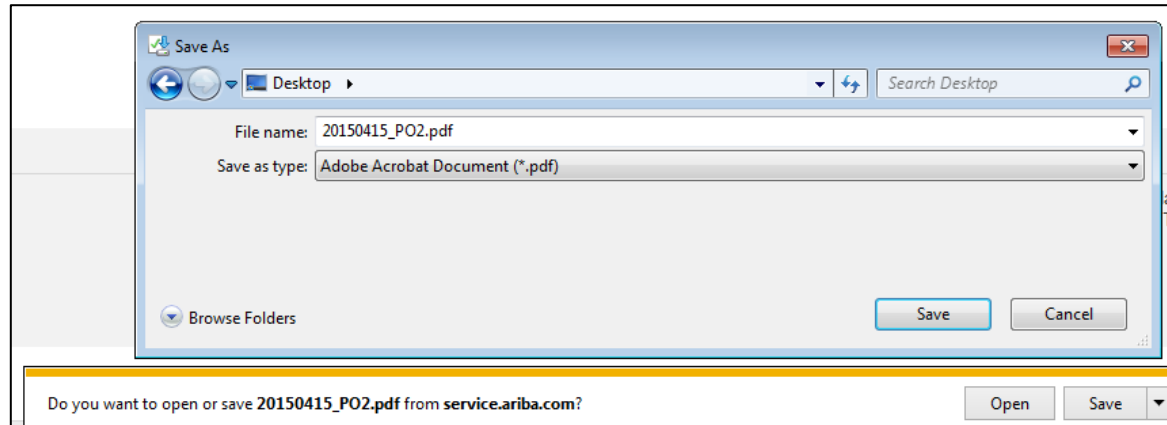 Save As
Desktop
Search Desktop
File name: 20150415_PO2.pdf
Save as type: Adobe Acrobat Document (*.pdf)
Browse Folders
Save Cancel
Do you want to open or save 20150415_PO2.pdf from service.ariba.com?
Open Save